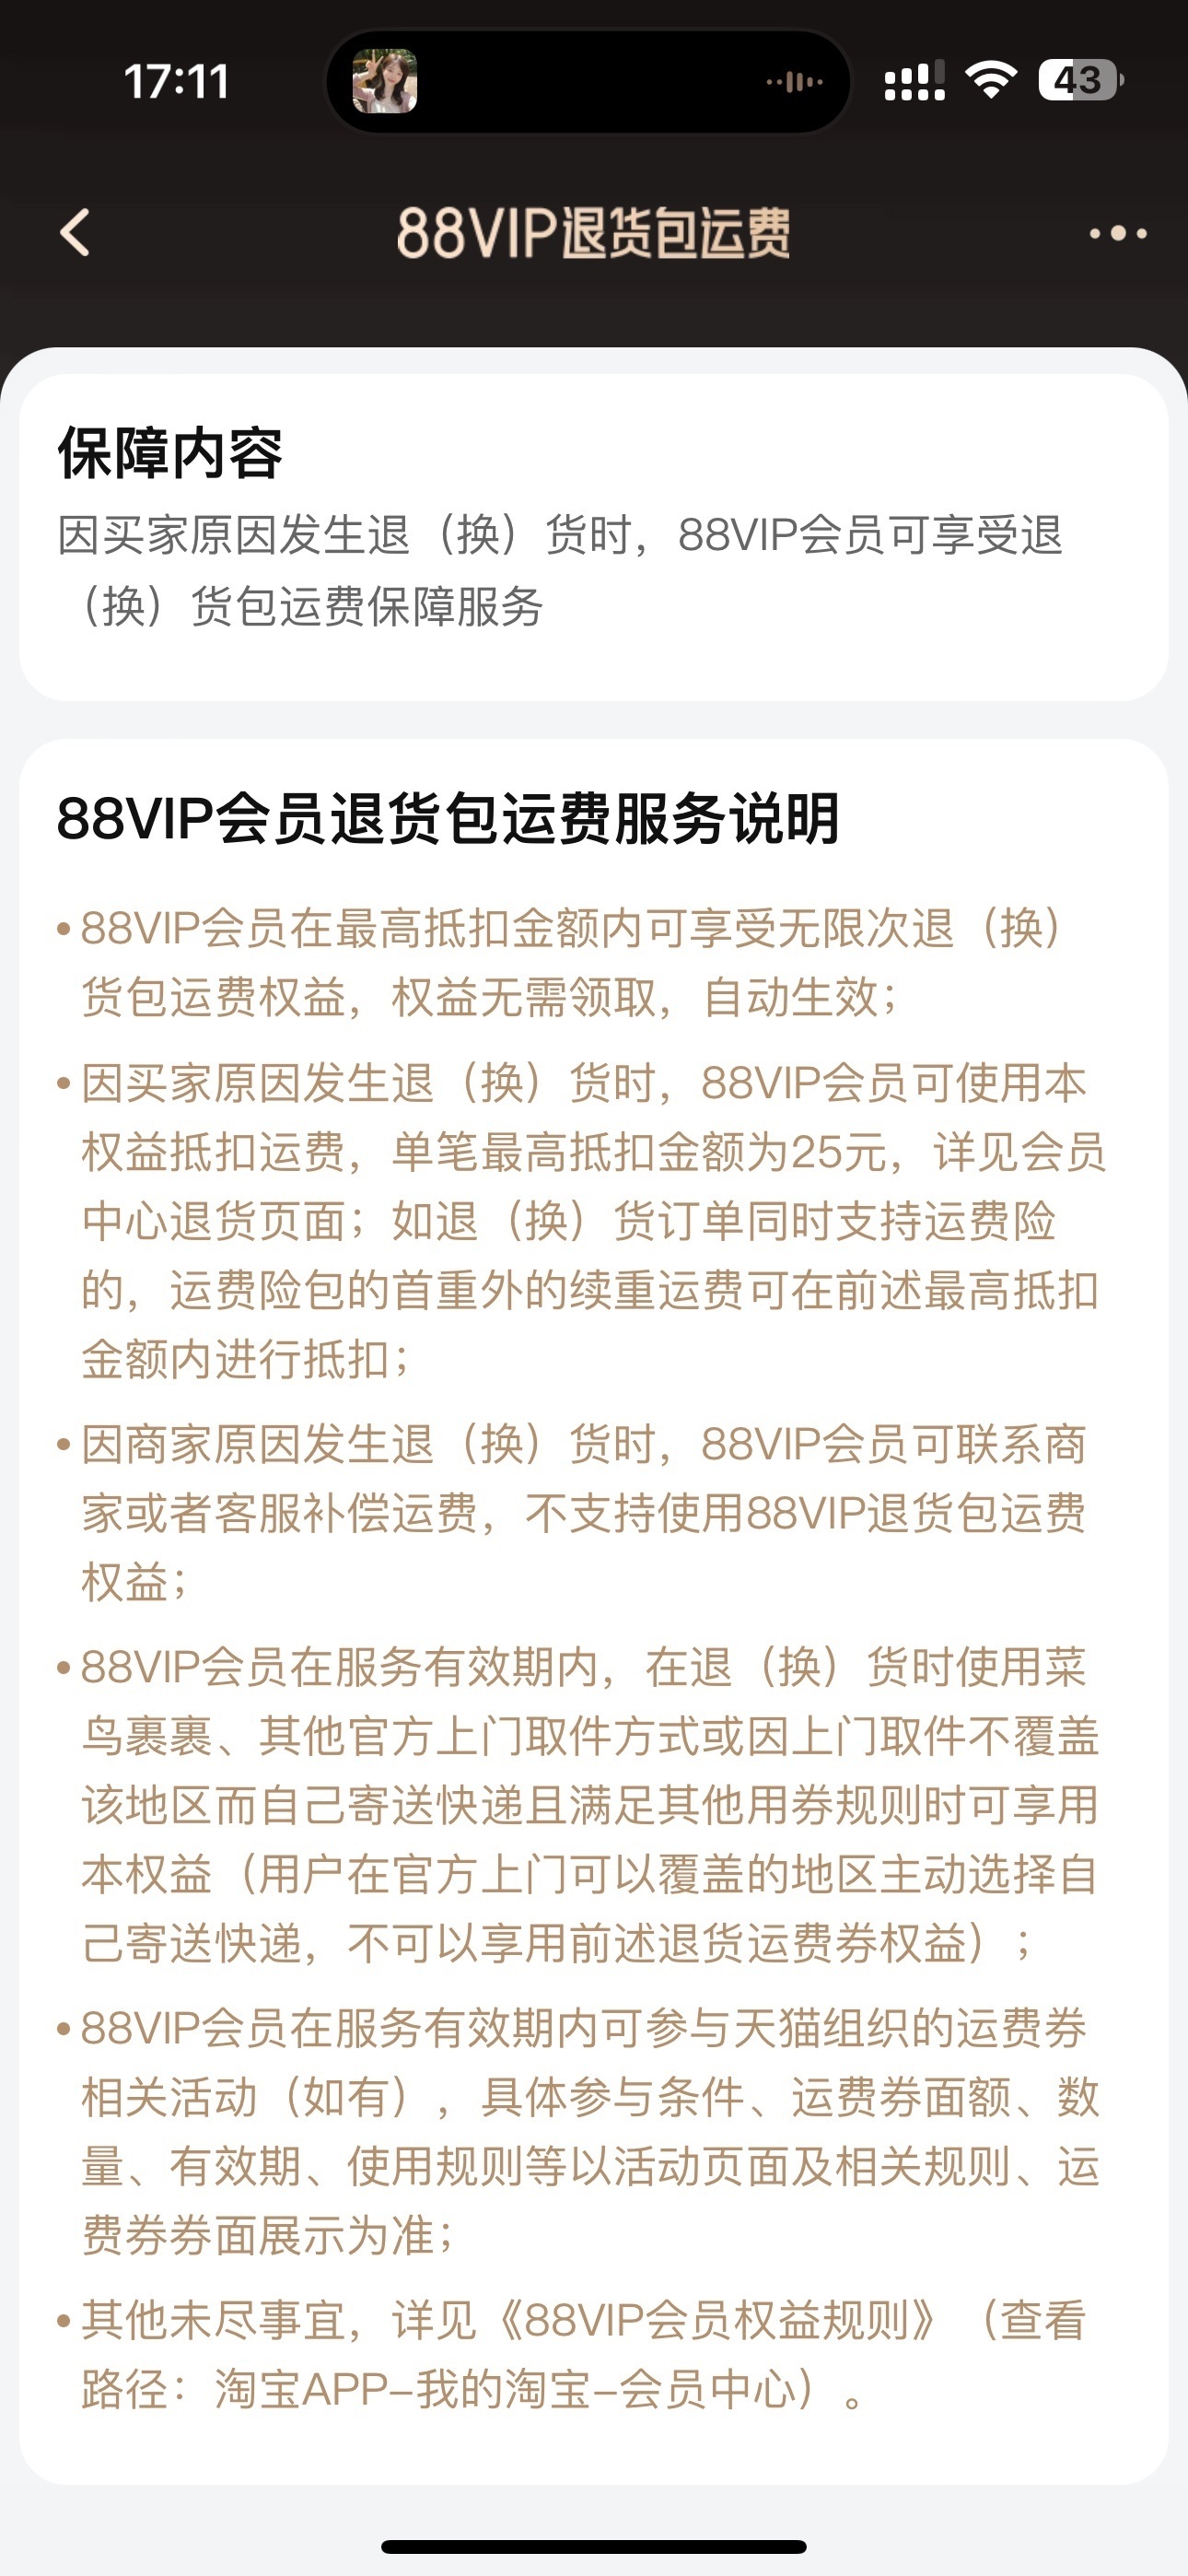 17:11
43
88VIP退货包运费
保障内容
因买家原因发生退（换）货时，88VIP会员可享受退
（换）货包运费保障服务
88VIP会员退货包运费服务说明
•88VIP会员在最高抵扣金额内可享受无限次退（换）
货包运费权益，权益无需领取，自动生效；
•因买家原因发生退（换）货时，88VIP会员可使用本
权益抵扣运费，单笔最高抵扣金额为25元，详见会员
中心退货页面；如退（换）货订单同时支持运费险
的，运费险包的首重外的续重运费可在前述最高抵扣
金额内进行抵扣；
•因商家原因发生退（换）货时，88VIP会员可联系商
家或者客服补偿运费，不支持使用88VIP退货包运费
权益；
•88VIP会员在服务有效期内，在退（换）货时使用菜
鸟裹裹、其他官方上门取件方式或因上门取件不覆盖
该地区而自己寄送快递且满足其他用券规则时可享用
本权益（用户在官方上门可以覆盖的地区主动选择自
己寄送快递，不可以享用前述退货运费券权益）；
•88VIP会员在服务有效期内可参与天猫组织的运费券
相关活动（如有），具体参与条件、运费券面额、数
量、有效期、使用规则等以活动页面及相关规则、运
费券券面展示为准；
•其他未尽事宜，详见《88VIP会员权益规则》（查看
路径：淘宝APP-我的淘宝-会员中心）。